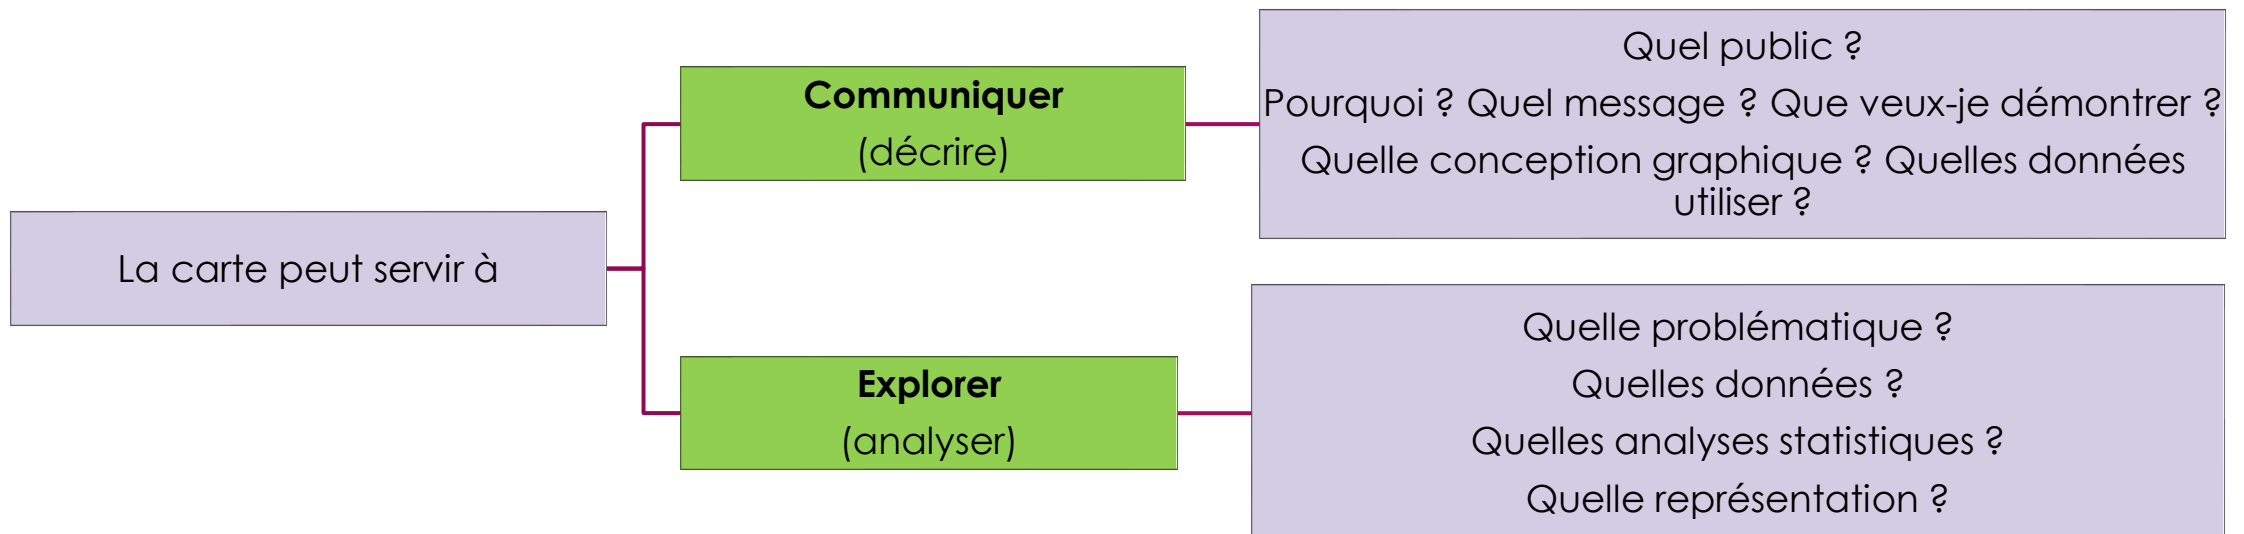 La carte peut servir à
Communiquer
(décrire)
Quel public ?
Pourquoi ? Quel message ? Que veux-je démontrer ?
Quelle conception graphique ? Quelles données
utiliser ?
Explorer
(analyser)
Quelle problématique ?
Quelles données ?
Quelles analyses statistiques ?
Quelle représentation ?